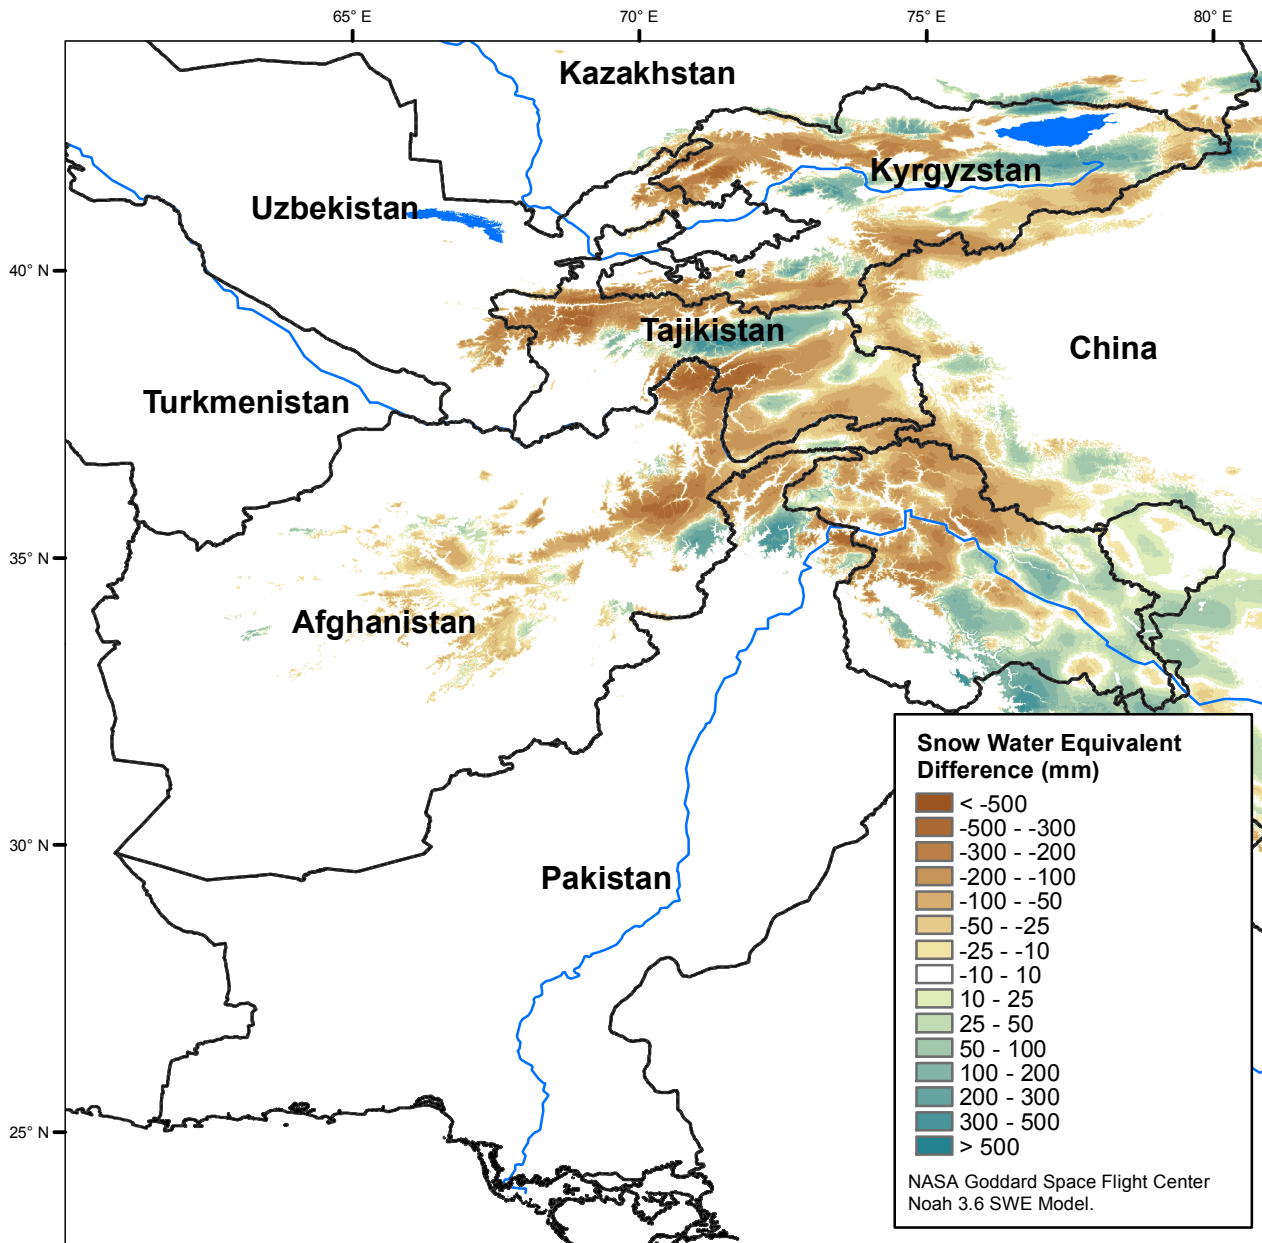 65° E
70° E
75° E
80° E
Kazakhstan
Kyrgyzstan
Uzbekistan
40° N
Tajikistan
China
Turkmenistan
35° N
Afghanistan
Snow Water Equivalent
Difference (mm)
< -500
-500 - -300
-300 - -200
-200 - -100
-100 - -50
-50 - -25
-25 - -10
-10 - 10
10 - 25
25 - 50
50 - 100
100 - 200
200 - 300
300 - 500
> 500
NASA Goddard Space Flight Center
Noah 3.6 SWE Model.
30° N
Pakistan
25° N